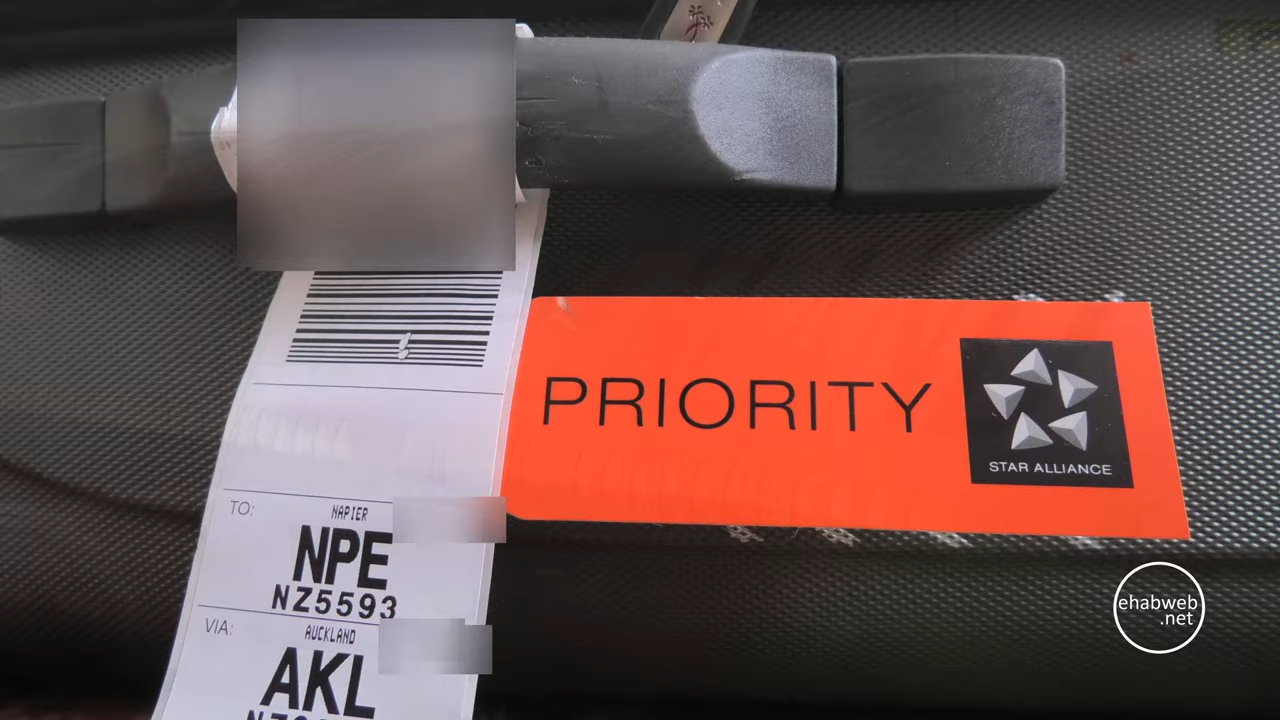 PRIORITY
STAR ALLIANCE
TO:
NAPIER
NPE
NZ5593
VIA:
AUCKLAND
AKL
ehabweb
.net